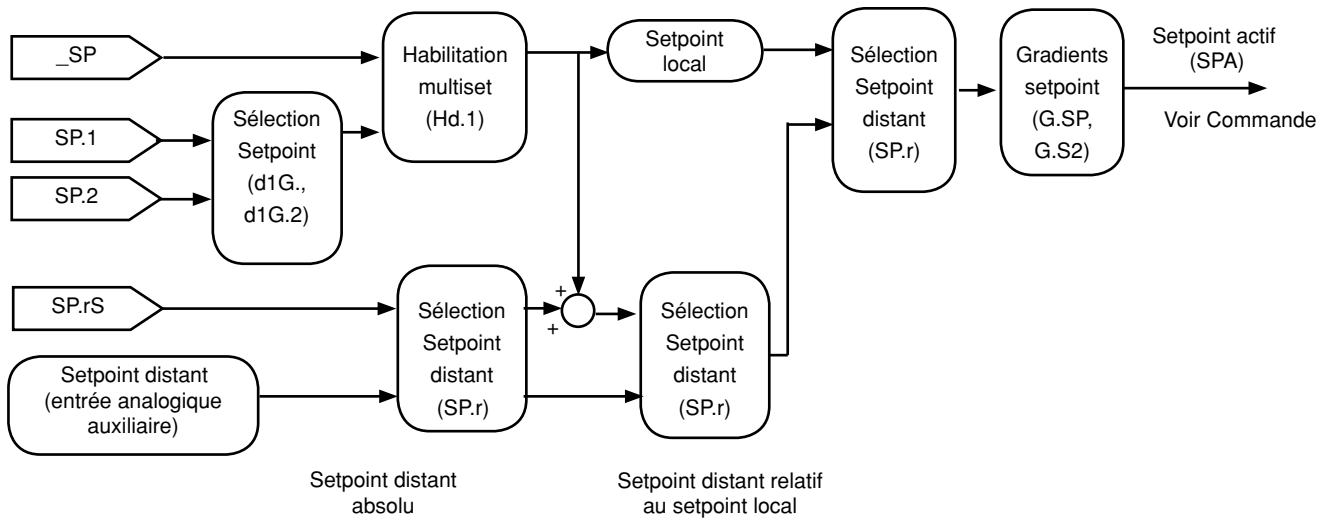 _SP
SP.1
SP.2
Sélection
Setpoint
(d1G.,
d1G.2)
Habilitation
multiset
(Hd.1)
Setpoint
local
Sélection
Setpoint
distant
(SP.r)
Gradients
setpoint
(G.SP,
G.S2)
Setpoint actif
(SPA)
Voir Commande
SP.rS
Setpoint distant
(entrée analogique
auxiliaire)
Sélection
Setpoint
distant
(SP.r)
+
+
Sélection
Setpoint
distant
(SP.r)
Setpoint distant
absolu
Setpoint distant relatif
au setpoint local